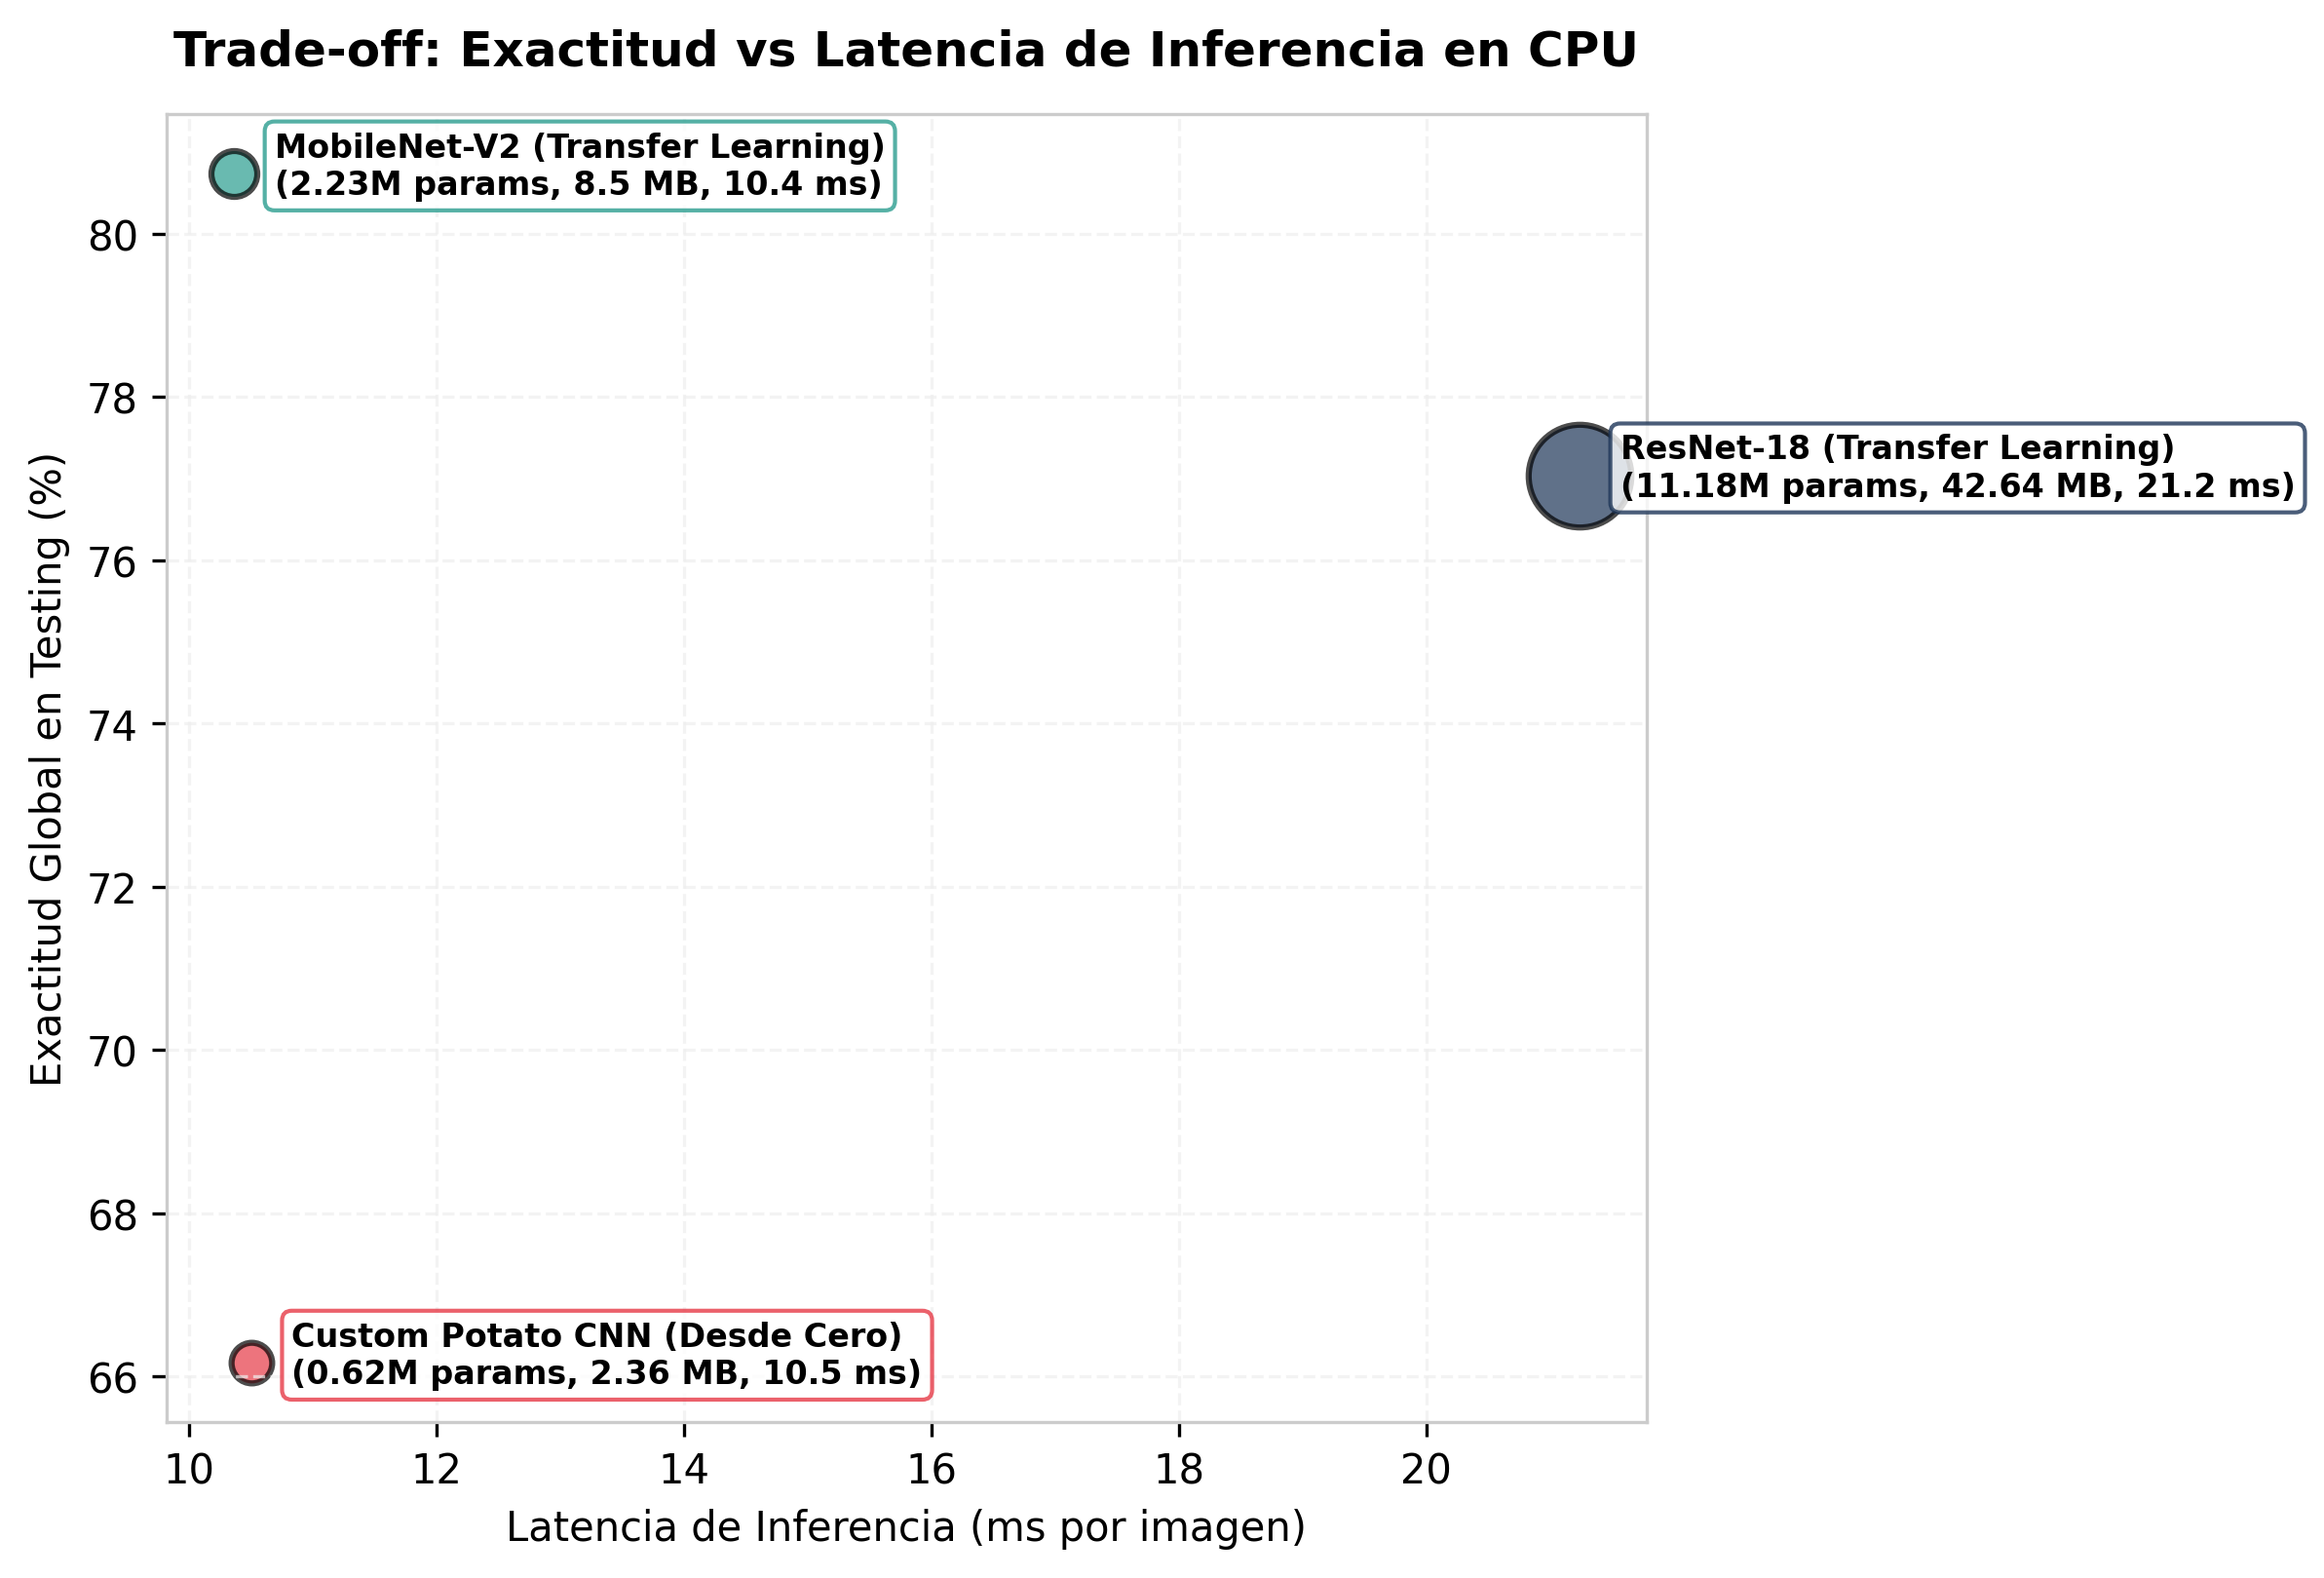 Trade-off: Exactitud vs Latencia de Inferencia en CPU
MobileNet-V2 (Transfer Learning)
(2.23M params, 8.5 MB, 10.4 ms)
ResNet-18 (Transfer Learning)
(11.18M params, 42.64 MB, 21.2 ms)
Custom Potato CNN (Desde Cero)
(0.62M params, 2.36 MB, 10.5 ms)
Exactitud Global en Testing (%)
80
78
76
74
72
70
68
66
10 12 14 16 18 20
Latencia de Inferencia (ms por imagen)